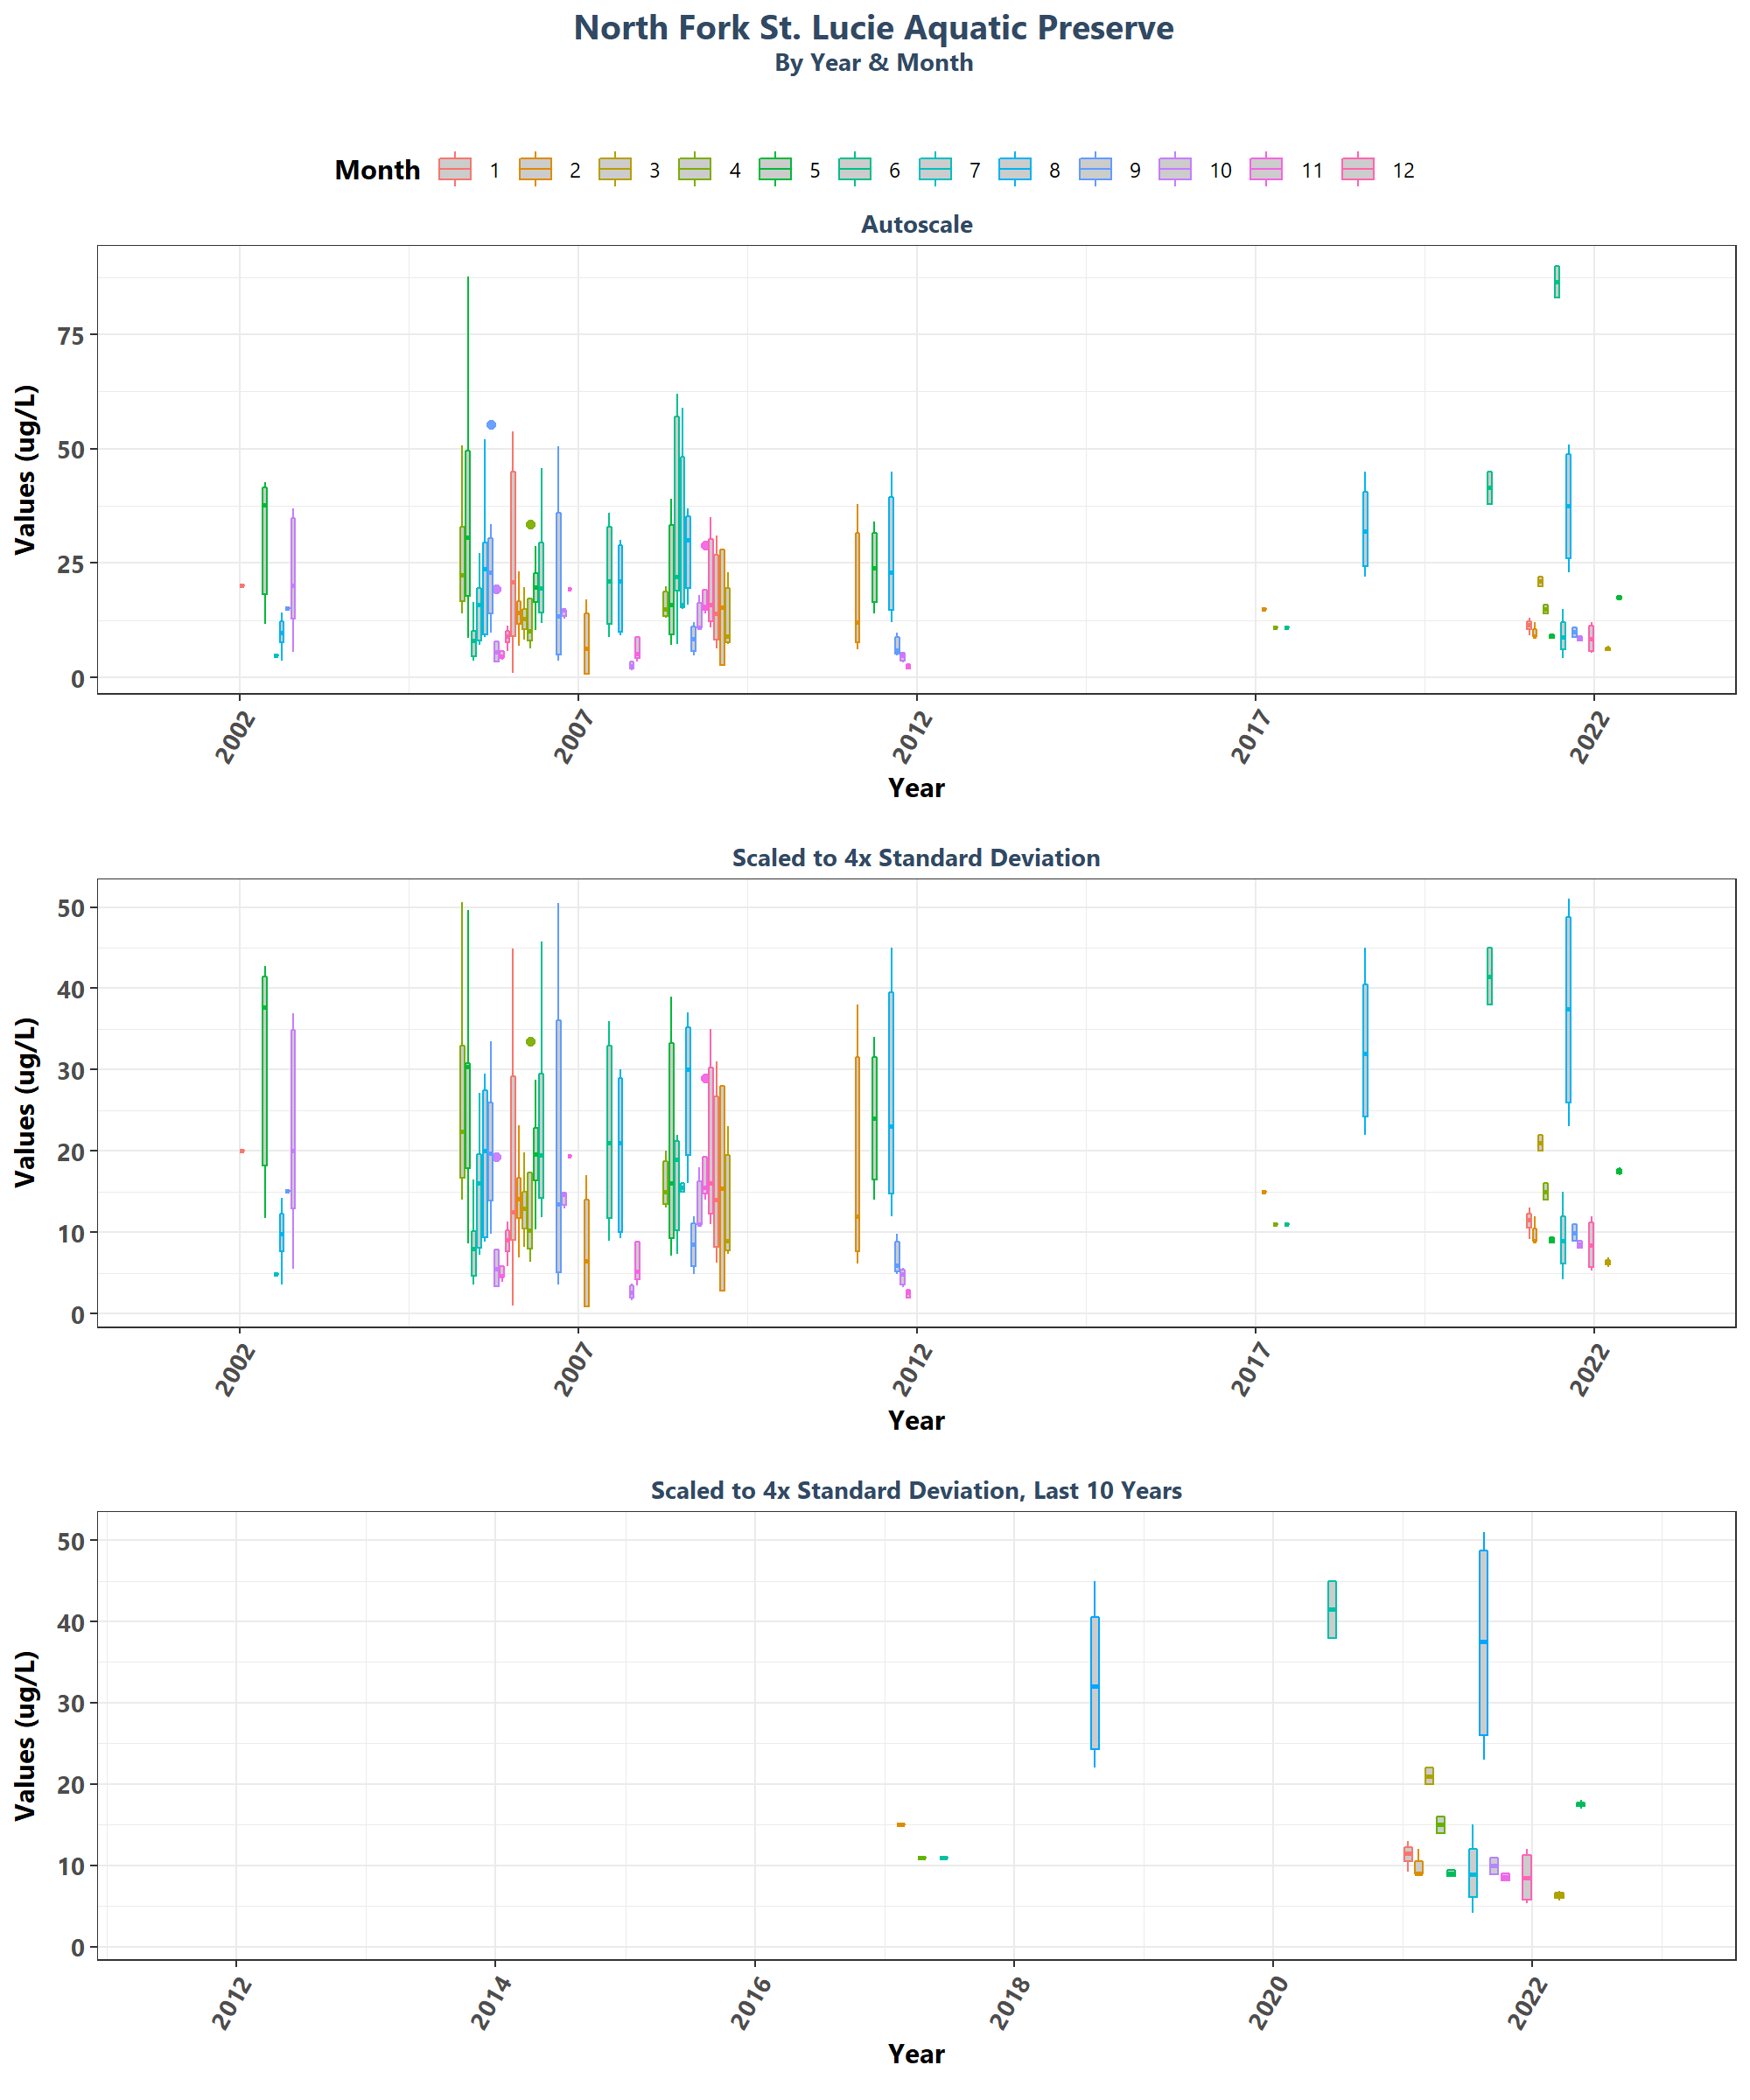 North Fork St. Lucie Aquatic Preserve
By Year & Month
Month 1 2 3 4 5 6 7 8 9 10 11 12
Autoscale
Values (ug/L)
75
50
25
0
2002 2007 2012 2017 2022
Year
Scaled to 4x Standard Deviation
Values (ug/L)
50
40
30
20
10
0
2002 2007 2012 2017 2022
Year
Scaled to 4x Standard Deviation, Last 10 Years
Values (ug/L)
50
40
30
20
10
0
2012 2014 2016 2018 2020 2022
Year